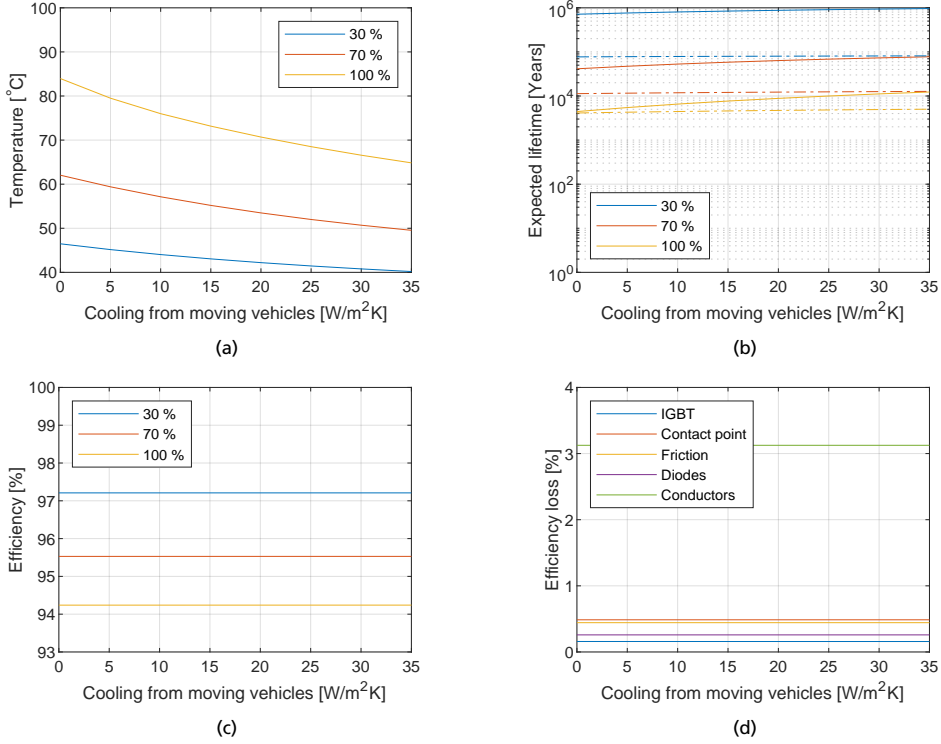 100
90
80
70
60
50
40
Temperature [°C]
30 %
70 %
100 %
0 5 10 15 20 25 30 35
Cooling from moving vehicles [W/m²K]
(a)
10⁶
10⁴
10²
10⁰
Expected lifetime [Years]
30 %
70 %
100 %
0 5 10 15 20 25 30 35
Cooling from moving vehicles [W/m²K]
(b)
100
99
98
97
96
95
94
93
Efficiency [%]
30 %
70 %
100 %
0 5 10 15 20 25 30 35
Cooling from moving vehicles [W/m²K]
(c)
4
3
2
1
0
Efficiency loss [%]
IGBT
Contact point
Friction
Diodes
Conductors
0 5 10 15 20 25 30 35
Cooling from moving vehicles [W/m²K]
(d)